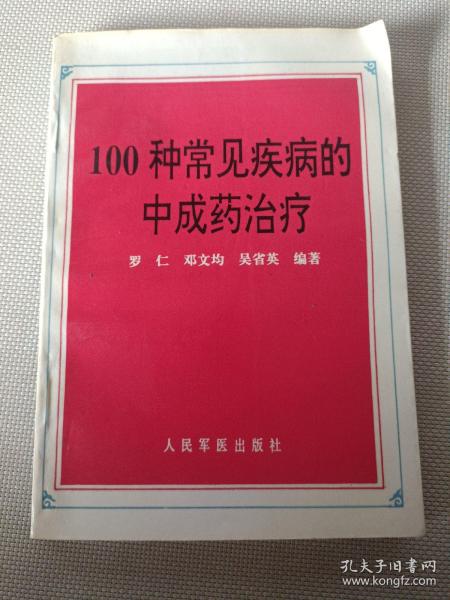 100 种常见疾病的
中成药治疗
罗 仁 邓文均 吴省英 编著
人民军医出版社
孔夫子旧书网
www.kongfz.com